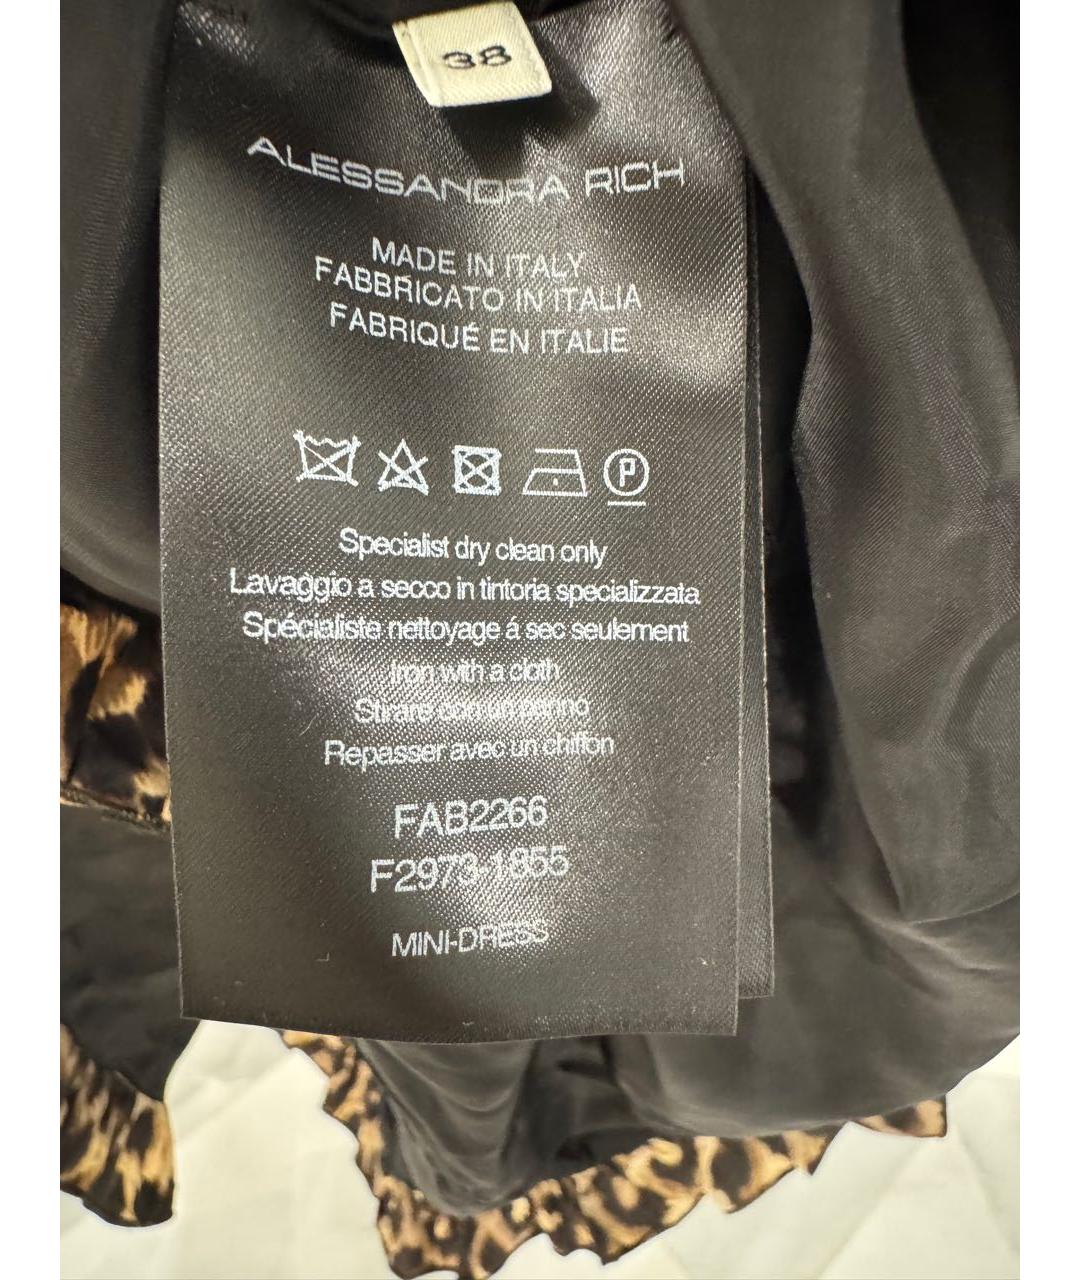 38
ALESSANDRA RICH
MADE IN ITALY
FABBRICATO IN ITALIA
FABRIQUÉ EN ITALIE
P
Specialist dry clean only
Lavaggio a secco in tintoria specializzata
Spécialiste nettoyage á sec seulement
Iron with a cloth
Stirare con un panno
Repasser avec un chiffon
FAB2266
F2973-1855
MINI-DRESS